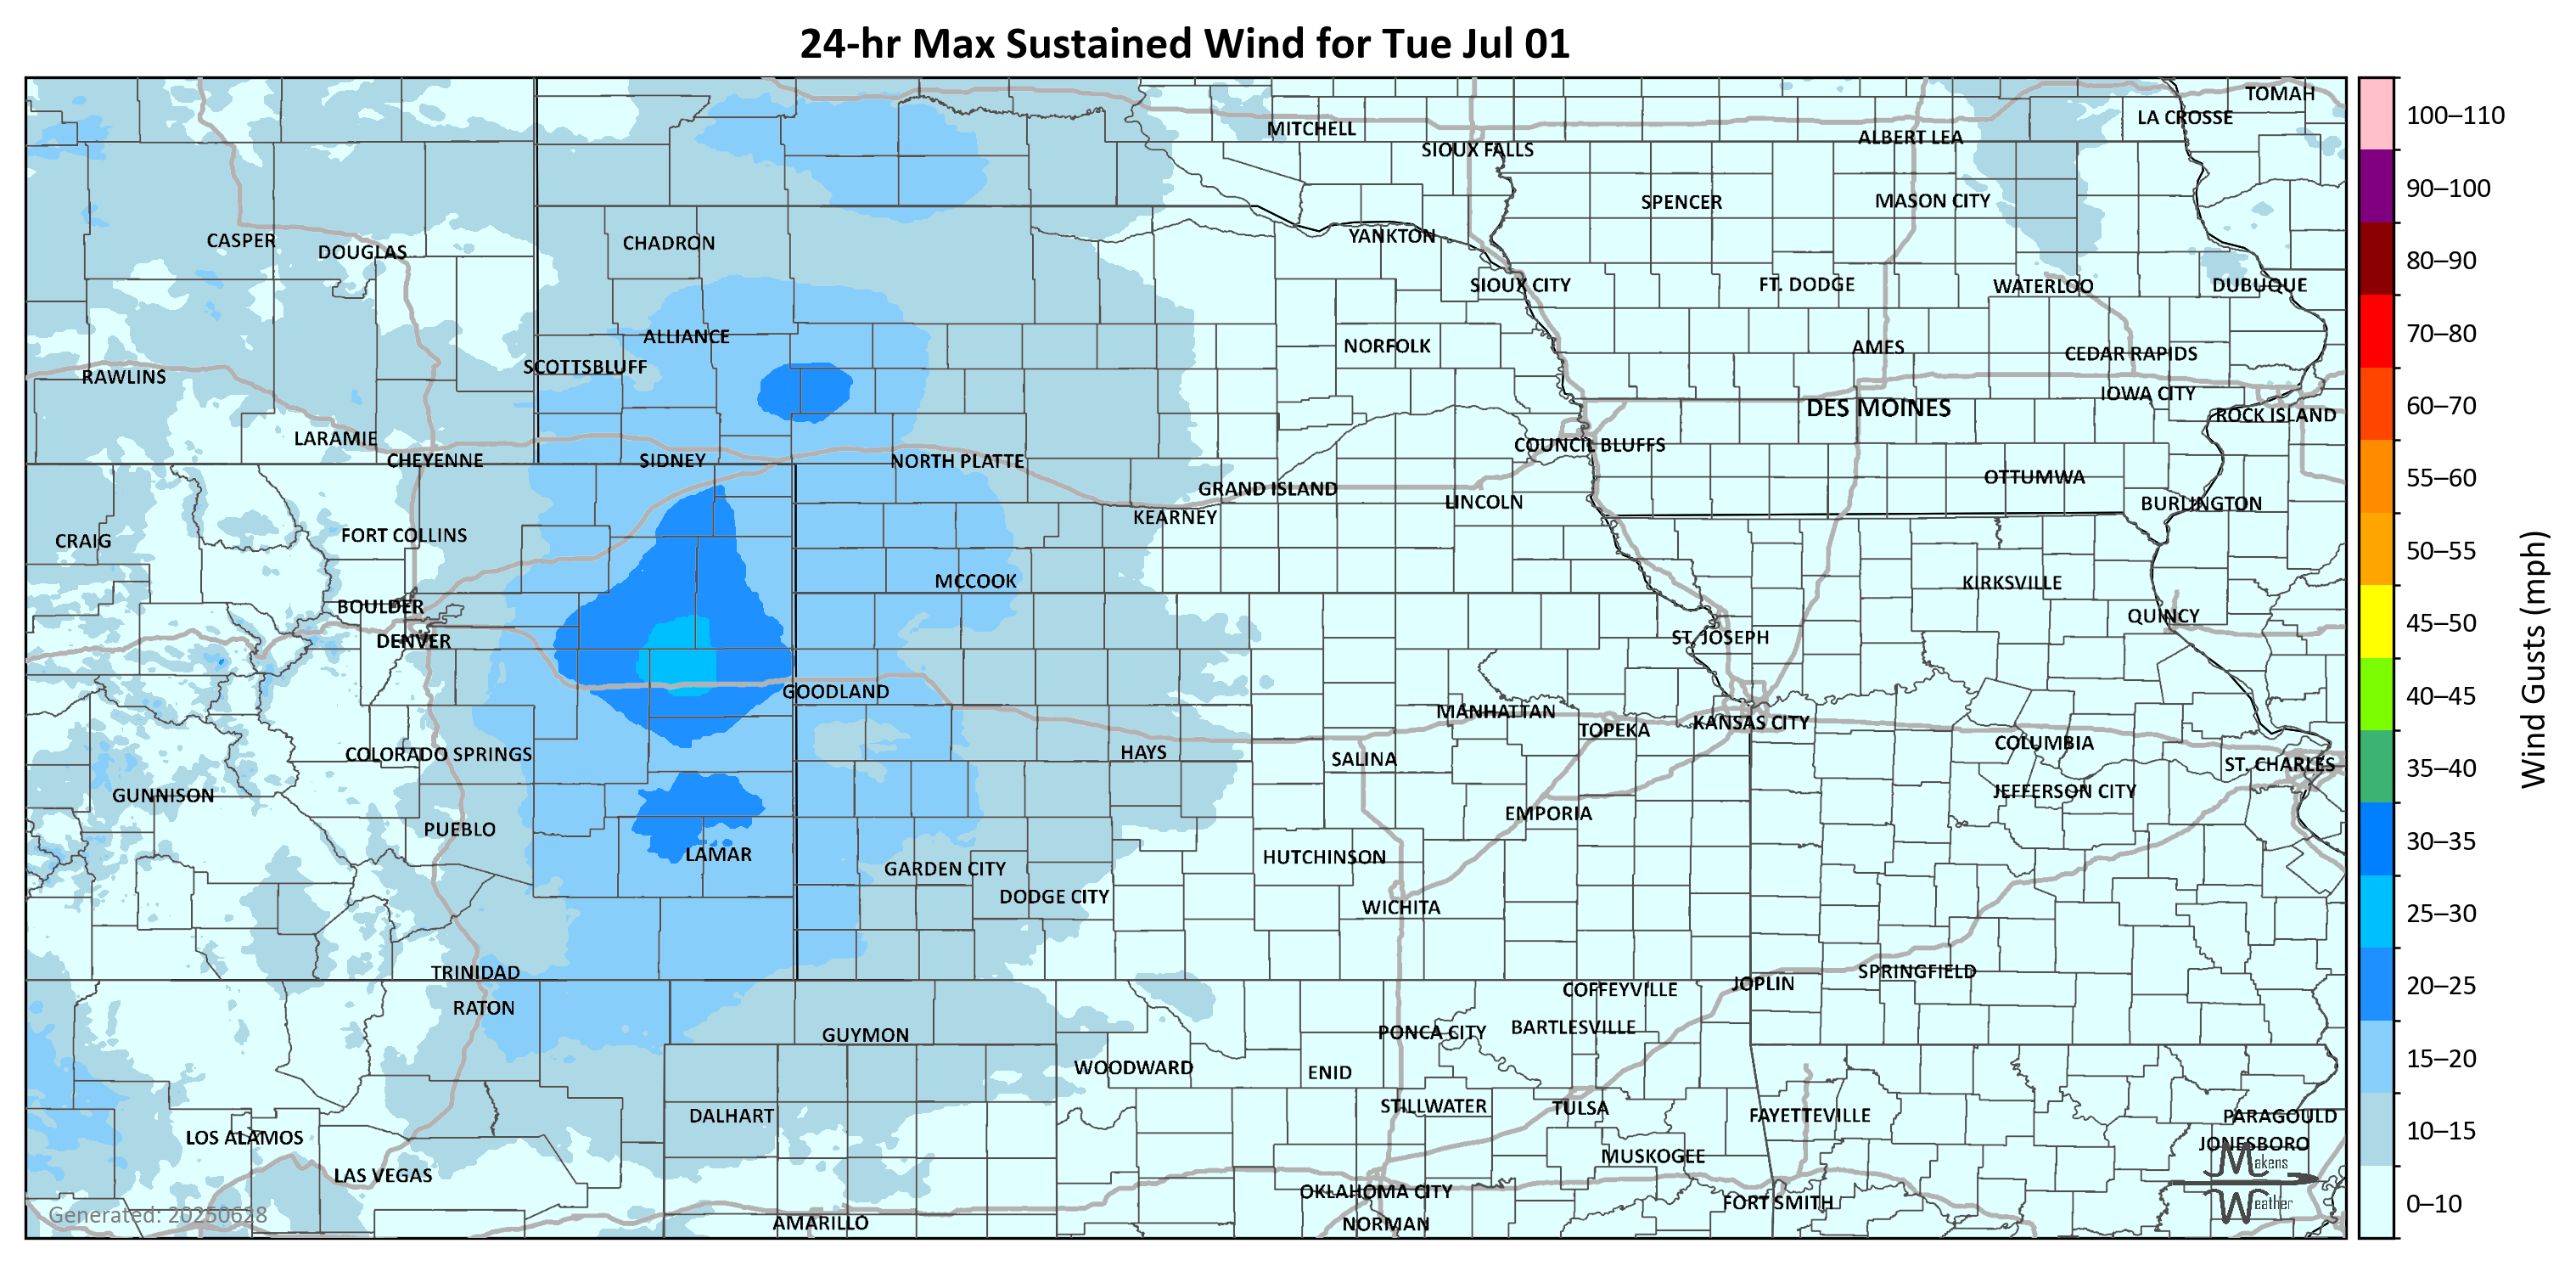 24-hr Max Sustained Wind for Tue Jul 01
TOMAH
LA CROSSE
MITCHELL
ALBERT LEA
SIOUX FALLS
SPENCER
MASON CITY
CASPER
DOUGLAS
CHADRON
YANKTON
SIOUX CITY
FT. DODGE
WATERLOO
DUBUQUE
ALLIANCE
NORFOLK
AMES
CEDAR RAPIDS
SCOTTSBLUFF
RAWLINS
IOWA CITY
DES MOINES
ROCK ISLAND
LARAMIE
COUNCIL BLUFFS
CHEYENNE
SIDNEY
NORTH PLATTE
OTTUMWA
GRAND ISLAND
LINCOLN
BURLINGTON
KEARNEY
CRAIG
FORT COLLINS
MCCOOK
KIRKSVILLE
BOULDER
QUINCY
DENVER
ST. JOSEPH
GOODLAND
MANHATTAN
TOPEKA
KANSAS CITY
COLUMBIA
COLORADO SPRINGS
HAYS
SALINA
ST. CHARLES
GUNNISON
JEFFERSON CITY
PUEBLO
EMPORIA
LAMAR
HUTCHINSON
GARDEN CITY
DODGE CITY
WICHITA
TRINIDAD
SPRINGFIELD
JOPLIN
RATON
COFFEYVILLE
GUYMON
PONCA CITY
BARTLESVILLE
WOODWARD
ENID
DALHART
STILLWATER
TULSA
FAYETTEVILLE
PARAGOULD
LOS ALAMOS
JONESBORO
LAS VEGAS
MUSKOGEE
OKLAHOMA CITY
FORT SMITH
AMARILLO
NORMAN
Generated: 20250628
Makens
Weather
100–110
90–100
80–90
70–80
60–70
55–60
50–55
45–50
40–45
35–40
30–35
25–30
20–25
15–20
10–15
0–10
Wind Gusts (mph)